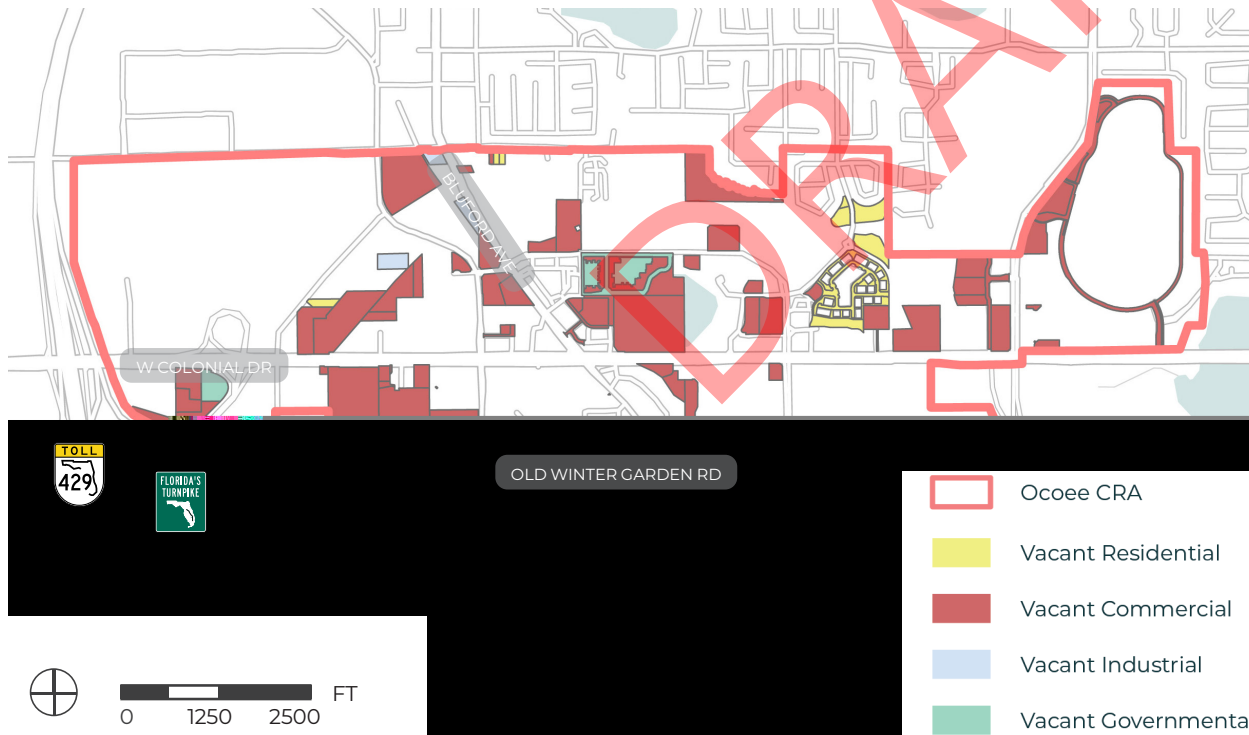 DRA
BLUFORD AVE
W COLONIAL DR
TOLL
429
FLORIDA'S
TURNPIKE
OLD WINTER GARDEN RD
Ocoee CRA
Vacant Residential
Vacant Commercial
Vacant Industrial
Vacant Governmenta
FT
0 1250 2500